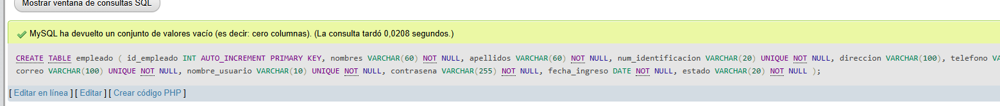 Mostrar ventana de consultas SQL
MySQL ha devuelto un conjunto de valores vacío (es decir: cero columnas). (La consulta tardó 0,0208 segundos.)
CREATE TABLE empleado ( id_empleado INT AUTO_INCREMENT PRIMARY KEY, nombres VARCHAR(60) NOT NULL, apellidos VARCHAR(60) NOT NULL, num_identificacion VARCHAR(20) UNIQUE NOT NULL, direccion VARCHAR(100), telefono VA
correo VARCHAR(100) UNIQUE NOT NULL, nombre_usuario VARCHAR(10) UNIQUE NOT NULL, contrasena VARCHAR(255) NOT NULL, fecha_ingreso DATE NOT NULL, estado VARCHAR(20) NOT NULL );
[ Editar en línea ] [ Editar ] [ Crear código PHP ]